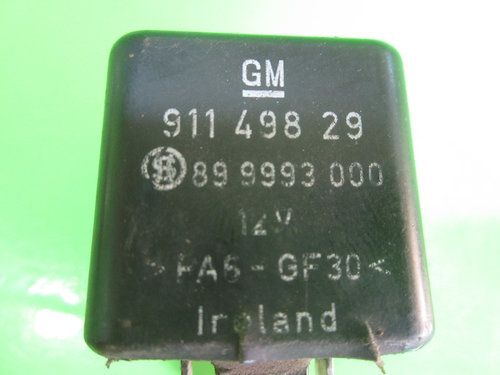 GM
911 498 29
89 9993 000
12V
>PA6-GF30<
Ireland